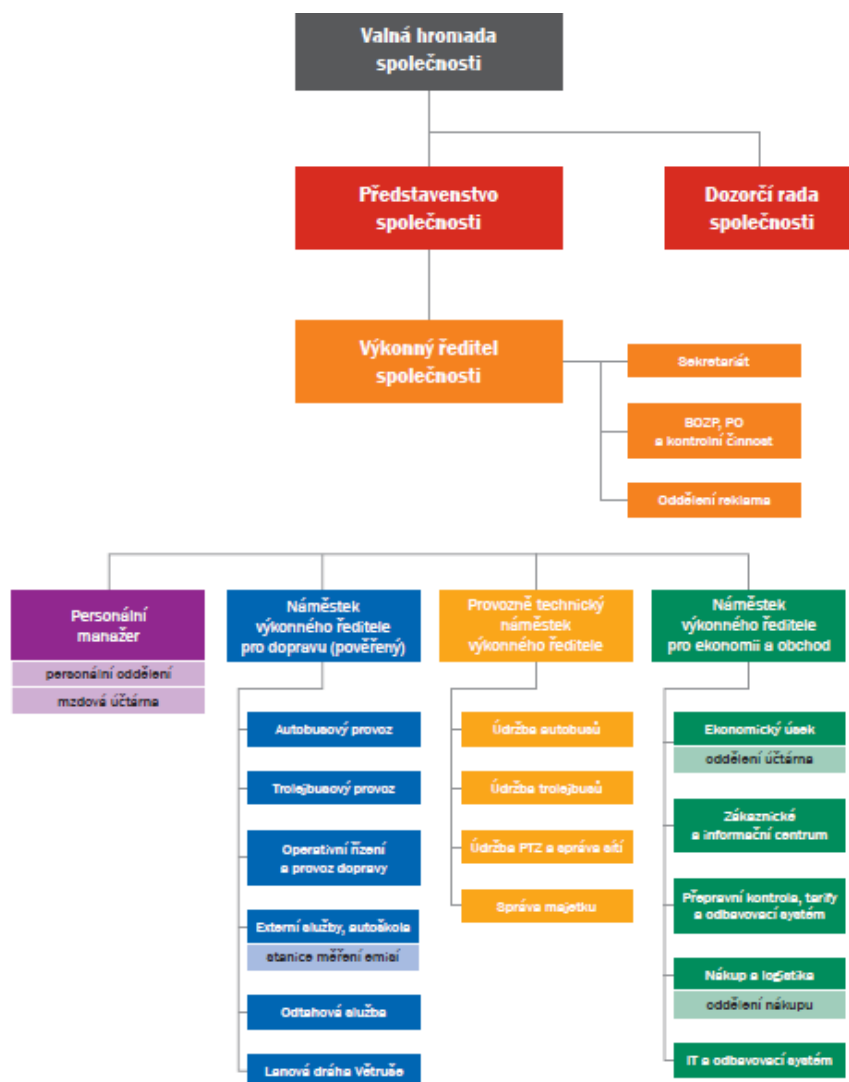 Valná hromada
společnosti
Představenstvo
společnosti
Dozorčí rada
společnosti
Výkonný ředitel
společnosti
Sekretariát
BOZP, PO
a kontrolní činnost
Oddělení reklama
Personální
manažer
personální oddělení
mzdová účtárna
Náměstek
výkonného ředitele
pro dopravu (pověřený)
Autobusový provoz
Trolejbusový provoz
Operativní řízení
a provoz dopravy
Externí služby, autoškola
stanice měření emisí
Odtahová služba
Lanová dráha Větruše
Provozně technický
náměstek
výkonného ředitele
Údržba autobusů
Údržba trolejbusů
Údržba PTZ a správa sítí
Správa majetku
Náměstek
výkonného ředitele
pro ekonomii a obchod
Ekonomický úsek
oddělení účtárna
Zákaznické
a informační centrum
Přepravní kontrola, tarify
a odbavovací systém
Nákup a logistika
oddělení nákupu
IT a odbavovací systém